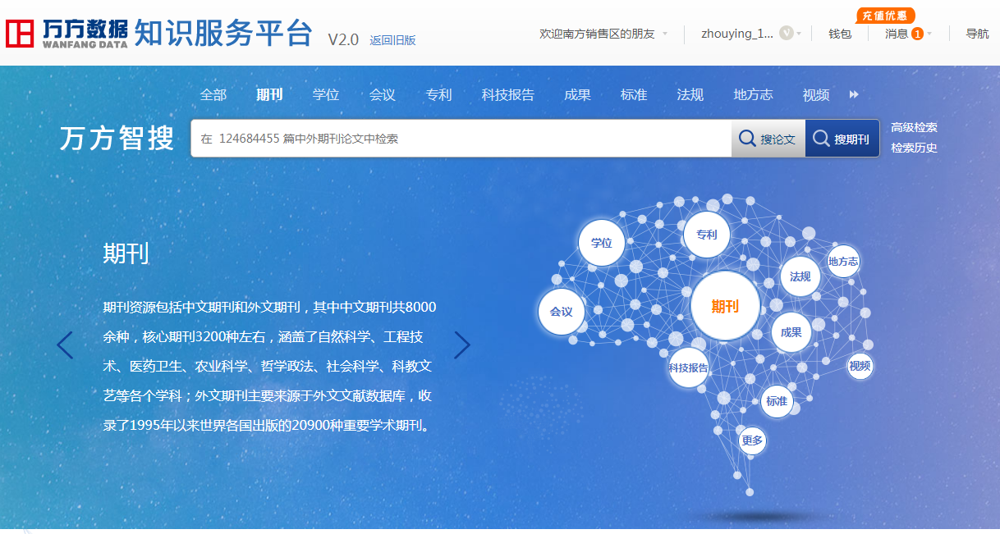 万方数据
WANFANG DATA
知识服务平台
V2.0
返回旧版
欢迎南方销售区的朋友
zhouying_1...
V
钱包
充值优惠
消息 1
导航
全部 期刊 学位 会议 专利 科技报告 成果 标准 法规 地方志 视频
万方智搜
在 124684455 篇中外期刊论文中检索
搜论文
搜期刊
高级检索
检索历史
期刊
期刊资源包括中文期刊和外文期刊，其中中文期刊共8000
余种，核心期刊3200种左右，涵盖了自然科学、工程技
术、医药卫生、农业科学、哲学政法、社会科学、科教文
艺等各个学科；外文期刊主要来源于外文文献数据库，收
录了1995年以来世界各国出版的20900种重要学术期刊。
学位
专利
地方志
法规
会议
期刊
成果
科技报告
视频
标准
更多